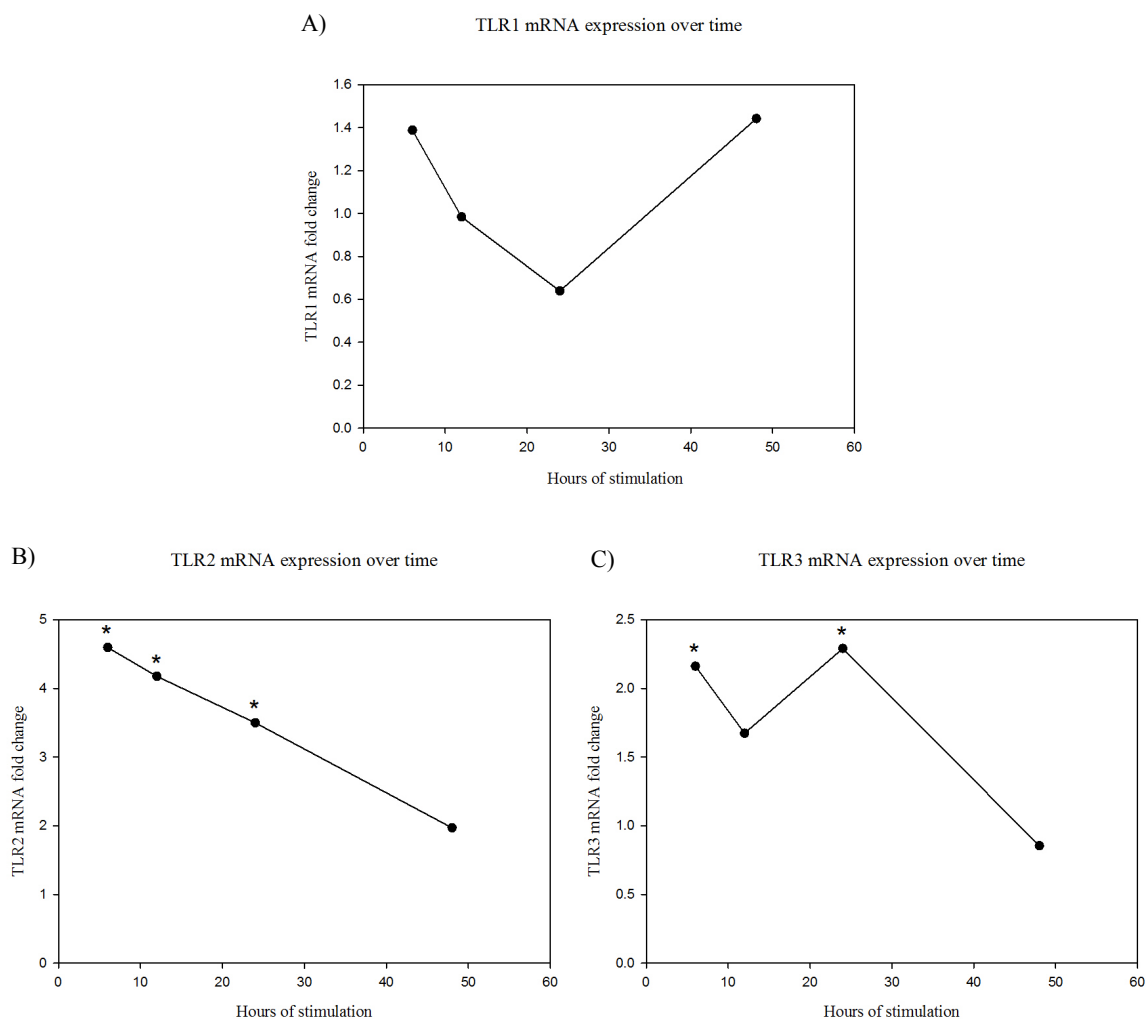 A)
TLR1 mRNA expression over time
TLR1 mRNA fold change
1.6
1.4
1.2
1.0
0.8
0.6
0.4
0.2
0.0
0 10 20 30 40 50 60
Hours of stimulation
B)
TLR2 mRNA expression over time
TLR2 mRNA fold change
5
4
3
2
1
0
* * *
0 10 20 30 40 50 60
Hours of stimulation
C)
TLR3 mRNA expression over time
TLR3 mRNA fold change
2.5
2.0
1.5
1.0
0.5
0.0
* *
0 10 20 30 40 50 60
Hours of stimulation